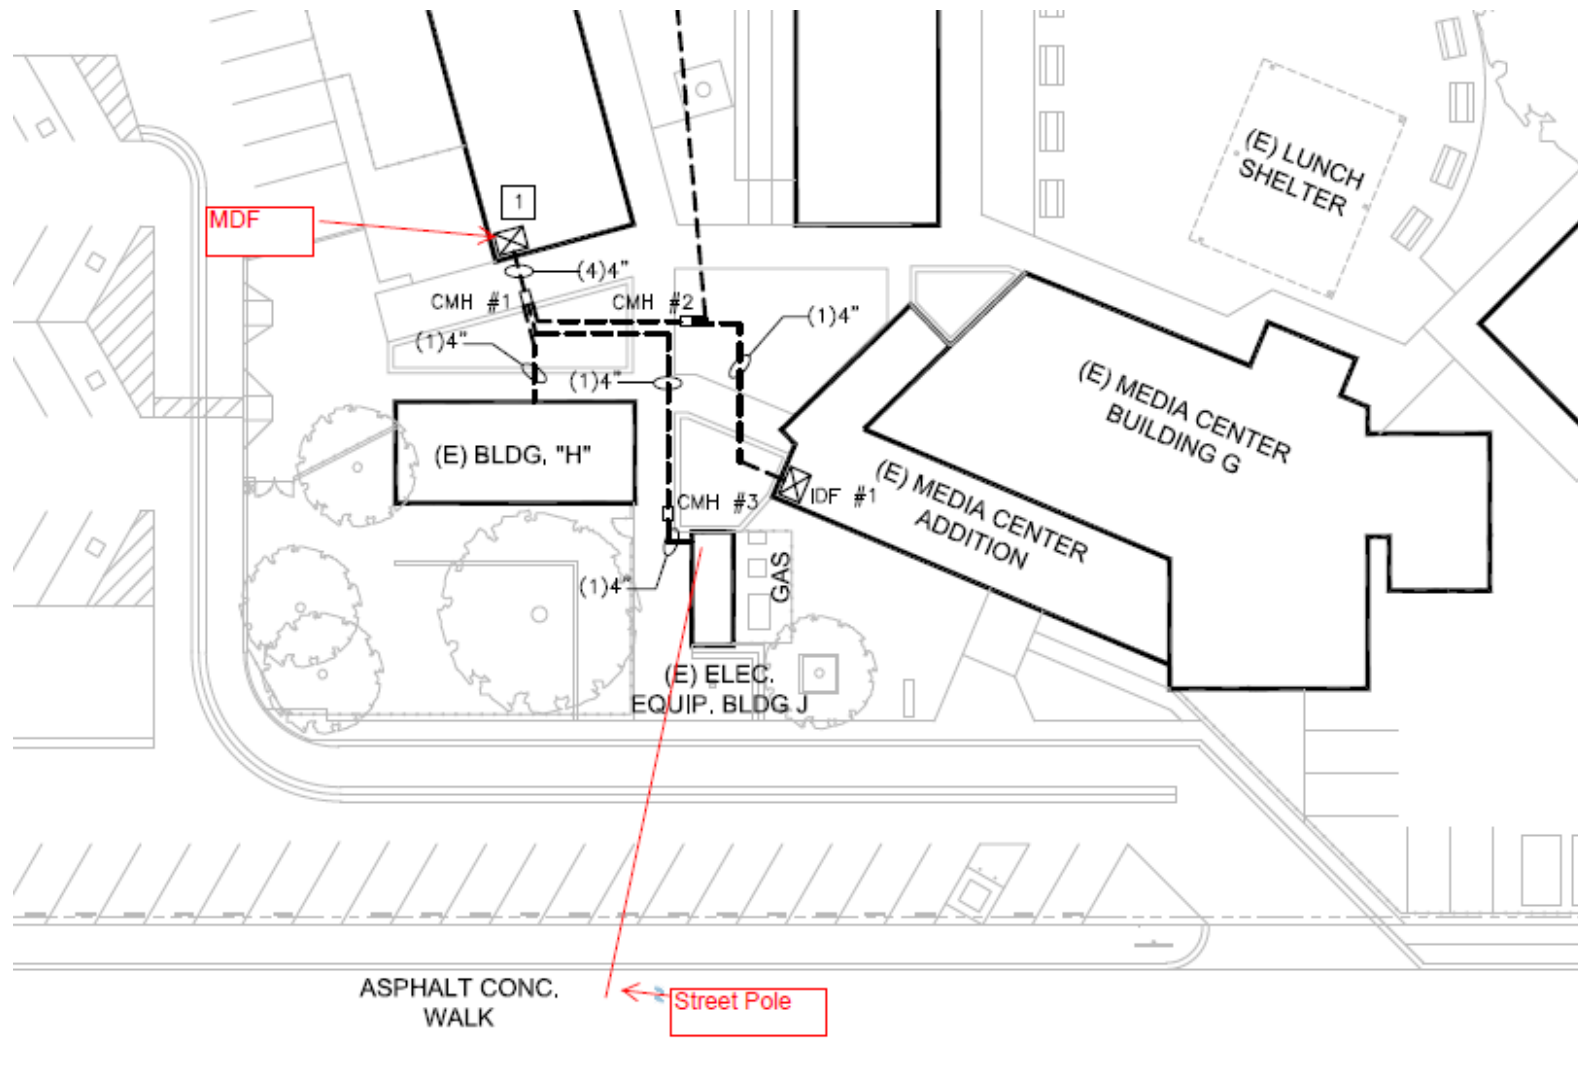 (E) LUNCH
SHELTER
1
MDF
(4)4"
CMH #1
CMH #2
(1)4"
(1)4"
(1)4"
(E) MEDIA CENTER
BUILDING G
(E) BLDG. "H"
(E) MEDIA CENTER
ADDITION
IDF #1
CMH #3
GAS
(1)4"
(E) ELEC.
EQUIP. BLDG J
ASPHALT CONC.
WALK
Street Pole